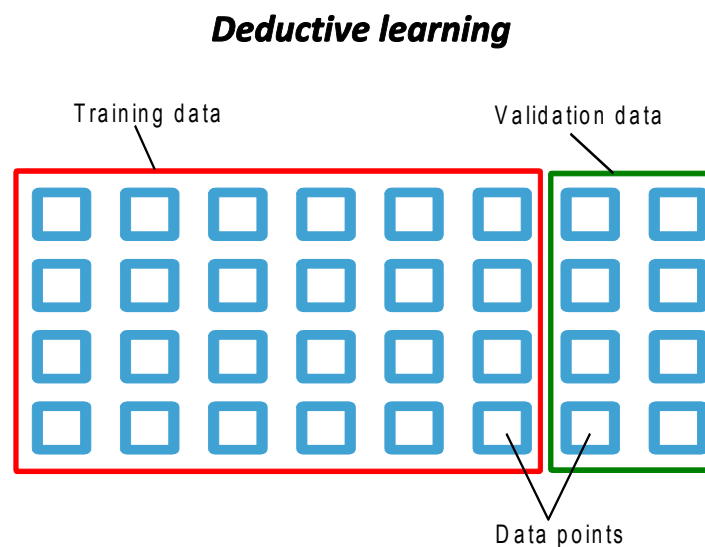 Deductive learning
Training data
Validation data
Data points